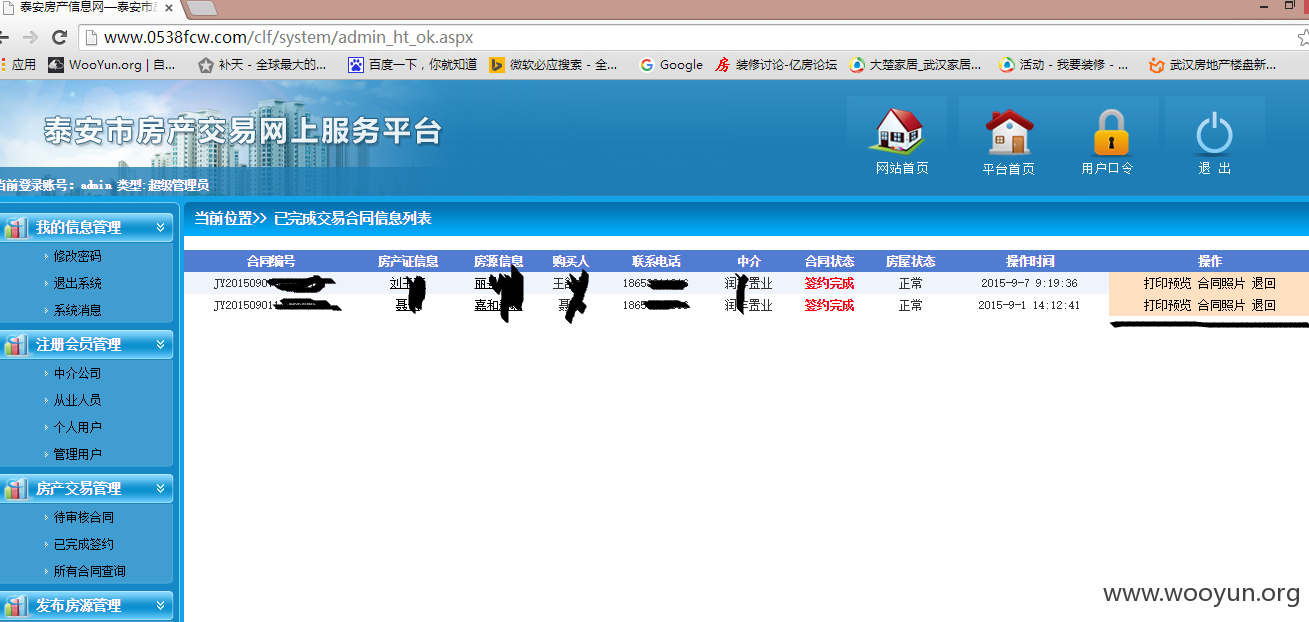 泰安房产信息网—泰安市
www.0538fcw.com/clf/system/admin_ht_ok.aspx
应用 WooYun.org | 自... 补天 - 全球最大的... 百度一下，你就知道 微软必应搜索 - 全... Google 装修讨论-亿房论坛 大楚家居_武汉家居... 活动 - 我要装修 - ... 武汉房地产楼盘新...
泰安市房产交易网上服务平台
网站首页 平台首页 用户口令 退 出
当前登录账号：admin 类型:超级管理员
我的信息管理
修改密码
退出系统
系统消息
注册会员管理
中介公司
从业人员
个人用户
管理用户
房产交易管理
待审核合同
已完成签约
所有合同查询
发布房源管理
当前位置>> 已完成交易合同信息列表
合同编号 房产证信息 房源信息 购买人 联系电话 中介 合同状态 房屋状态 操作时间 操作
JY2015090 刘 王 1865 润 置业 签约完成 正常 2015-9-7 9:19:36 打印预览 合同照片 退回
JY2015090 聂 嘉和 1865 润 置业 签约完成 正常 2015-9-1 14:12:41 打印预览 合同照片 退回
www.wooyun.org